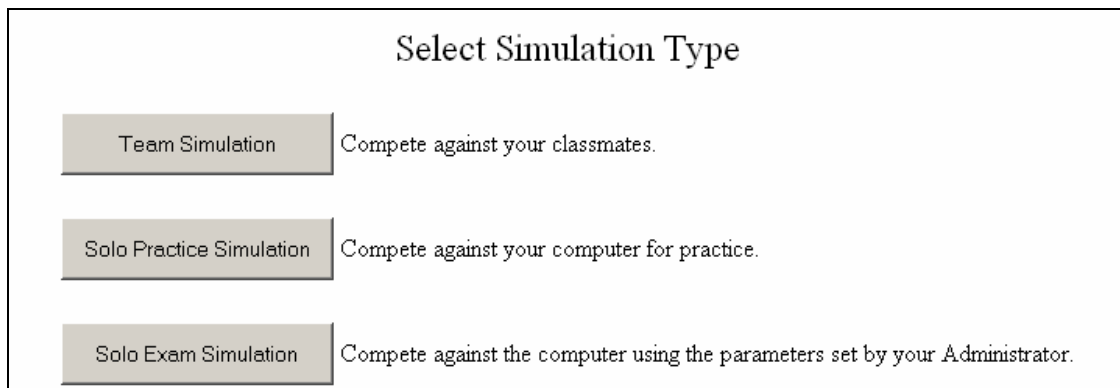 Select Simulation Type
Team Simulation Compete against your classmates.
Solo Practice Simulation Compete against your computer for practice.
Solo Exam Simulation Compete against the computer using the parameters set by your Administrator.